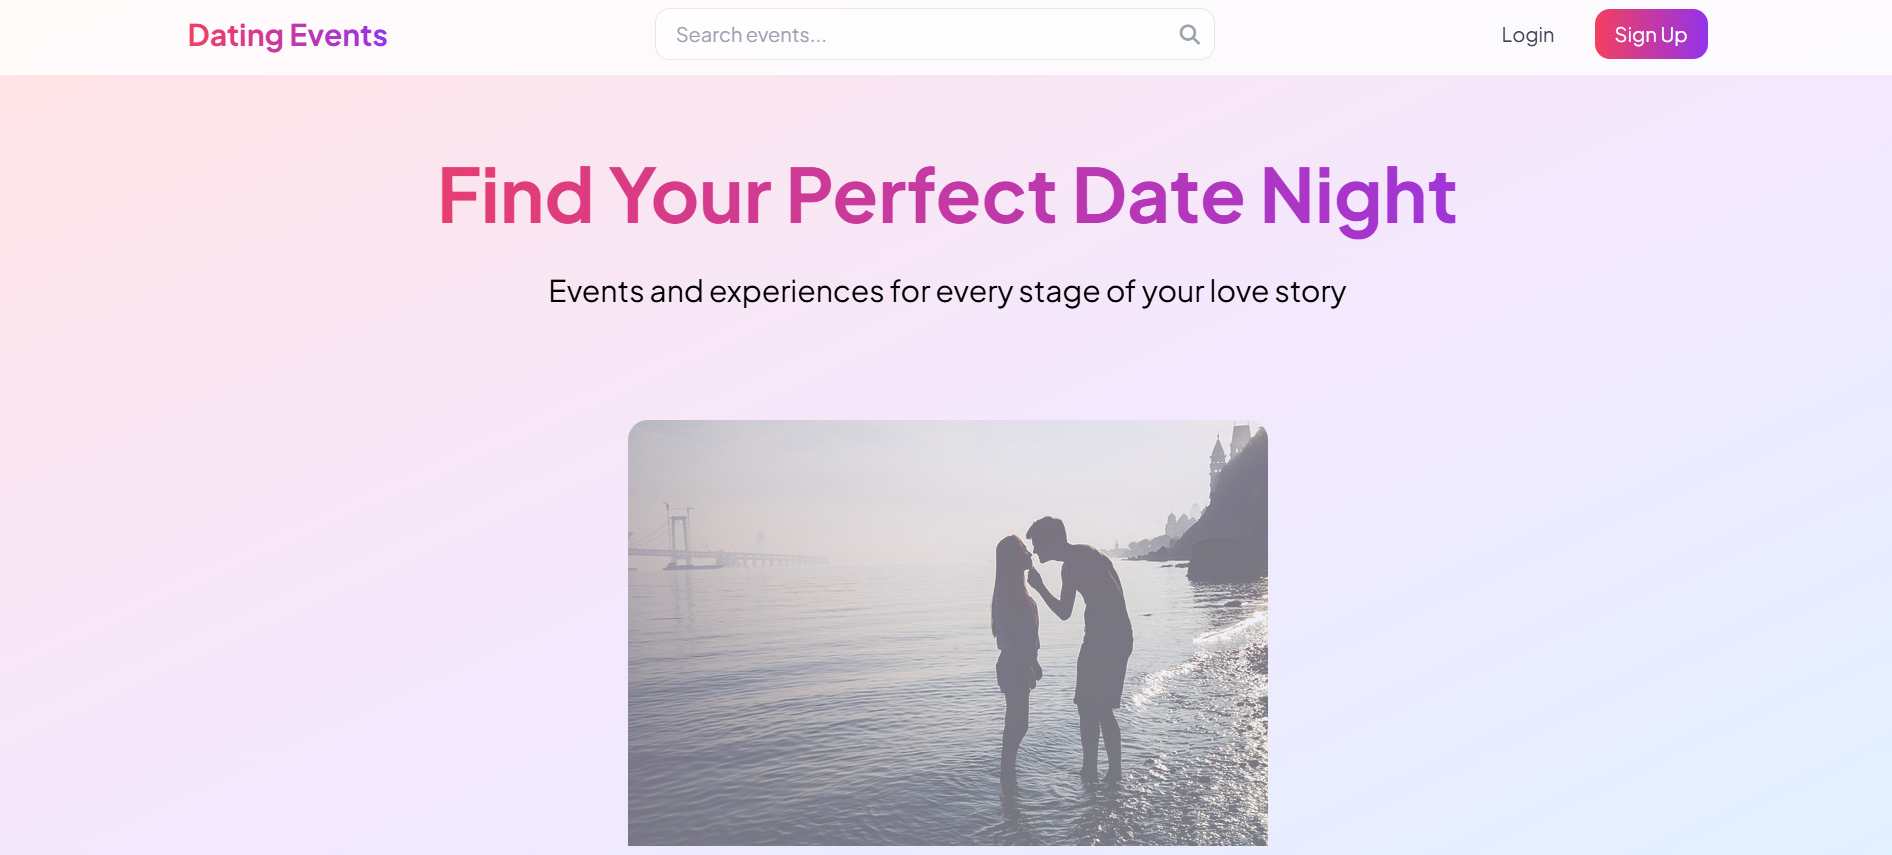 Dating Events
Search events...
Login
Sign Up
Find Your Perfect Date Night
Events and experiences for every stage of your love story